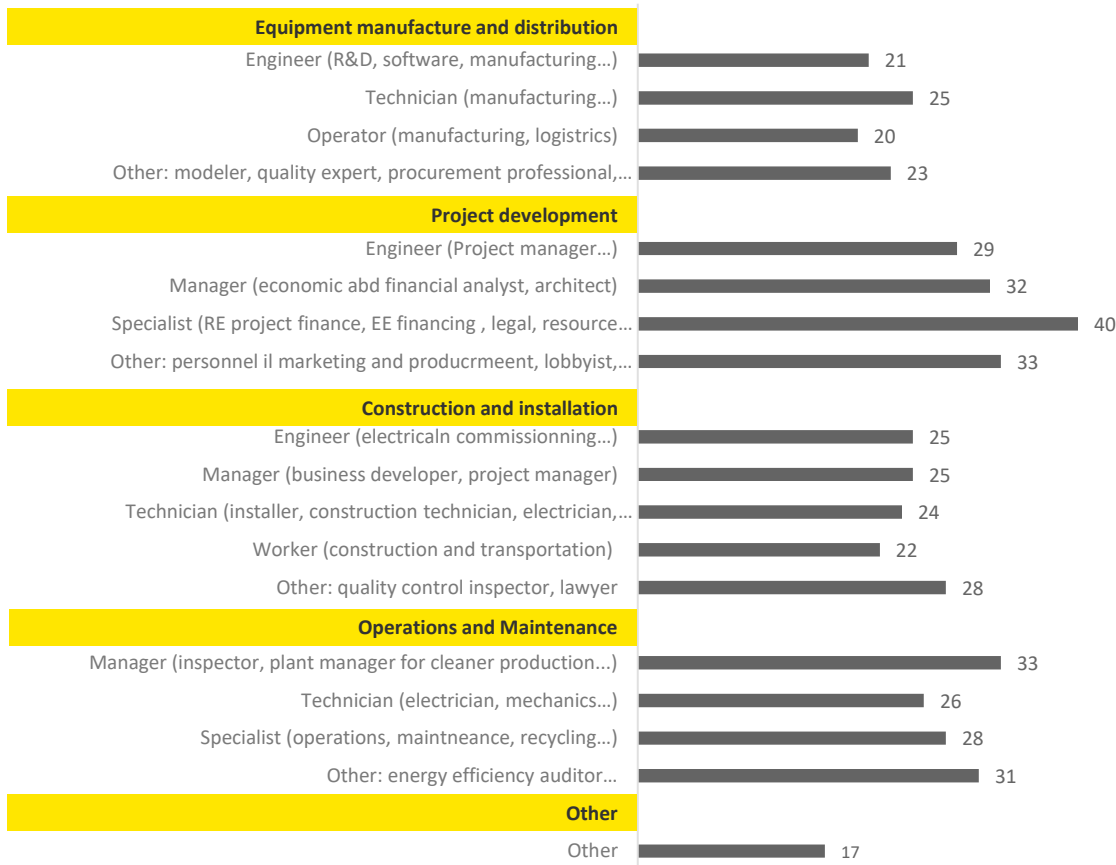 Equipment manufacture and distribution
Engineer (R&D, software, manufacturing…) 21
Technician (manufacturing…) 25
Operator (manufacturing, logistrics) 20
Other: modeler, quality expert, procurement professional,… 23
Project development
Engineer (Project manager…) 29
Manager (economic abd financial analyst, architect) 32
Specialist (RE project finance, EE financing , legal, resource… 40
Other: personnel il marketing and producrmeent, lobbyist,… 33
Construction and installation
Engineer (electricaln commissionning…) 25
Manager (business developer, project manager) 25
Technician (installer, construction technician, electrician,… 24
Worker (construction and transportation) 22
Other: quality control inspector, lawyer 28
Operations and Maintenance
Manager (inspector, plant manager for cleaner production…) 33
Technician (electrician, mechanics…) 26
Specialist (operations, maintneance, recycling…) 28
Other: energy efficiency auditor… 31
Other
Other 17